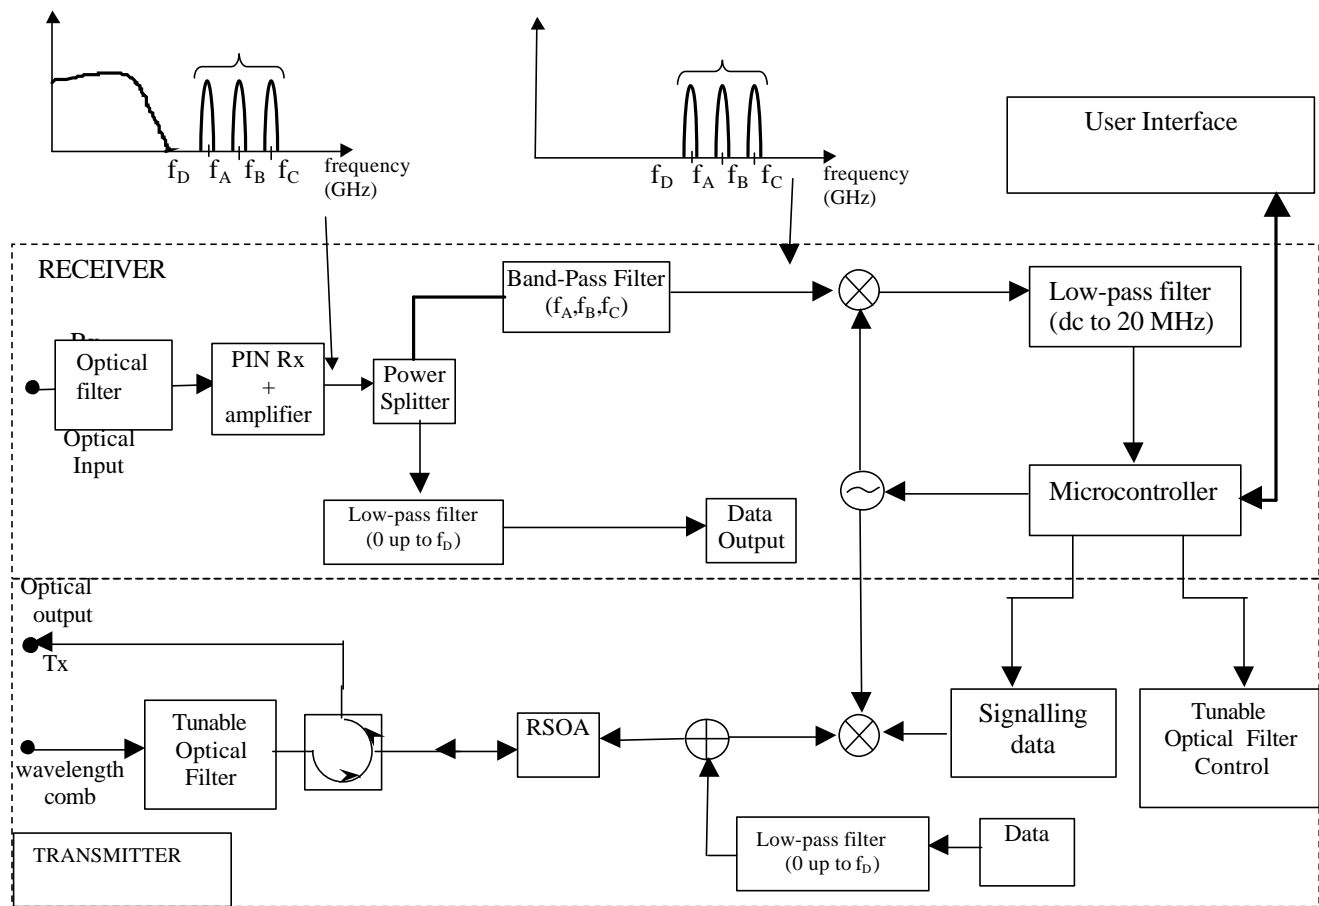 f_D f_A f_B f_C frequency
(GHz)
f_D f_A f_B f_C frequency
(GHz)
User Interface
RECEIVER
Band-Pass Filter
(f_A,f_B,f_C)
Low-pass filter
(dc to 20 MHz)
Optical
filter
Optical
Input
PIN Rx
+
amplifier
Power
Splitter
Low-pass filter
(0 up to f_D)
Data
Output
Microcontroller
Optical
output
Tx
wavelength
comb
Tunable
Optical
Filter
RSOA
Signalling
data
Tunable
Optical Filter
Control
Low-pass filter
(0 up to f_D)
Data
TRANSMITTER